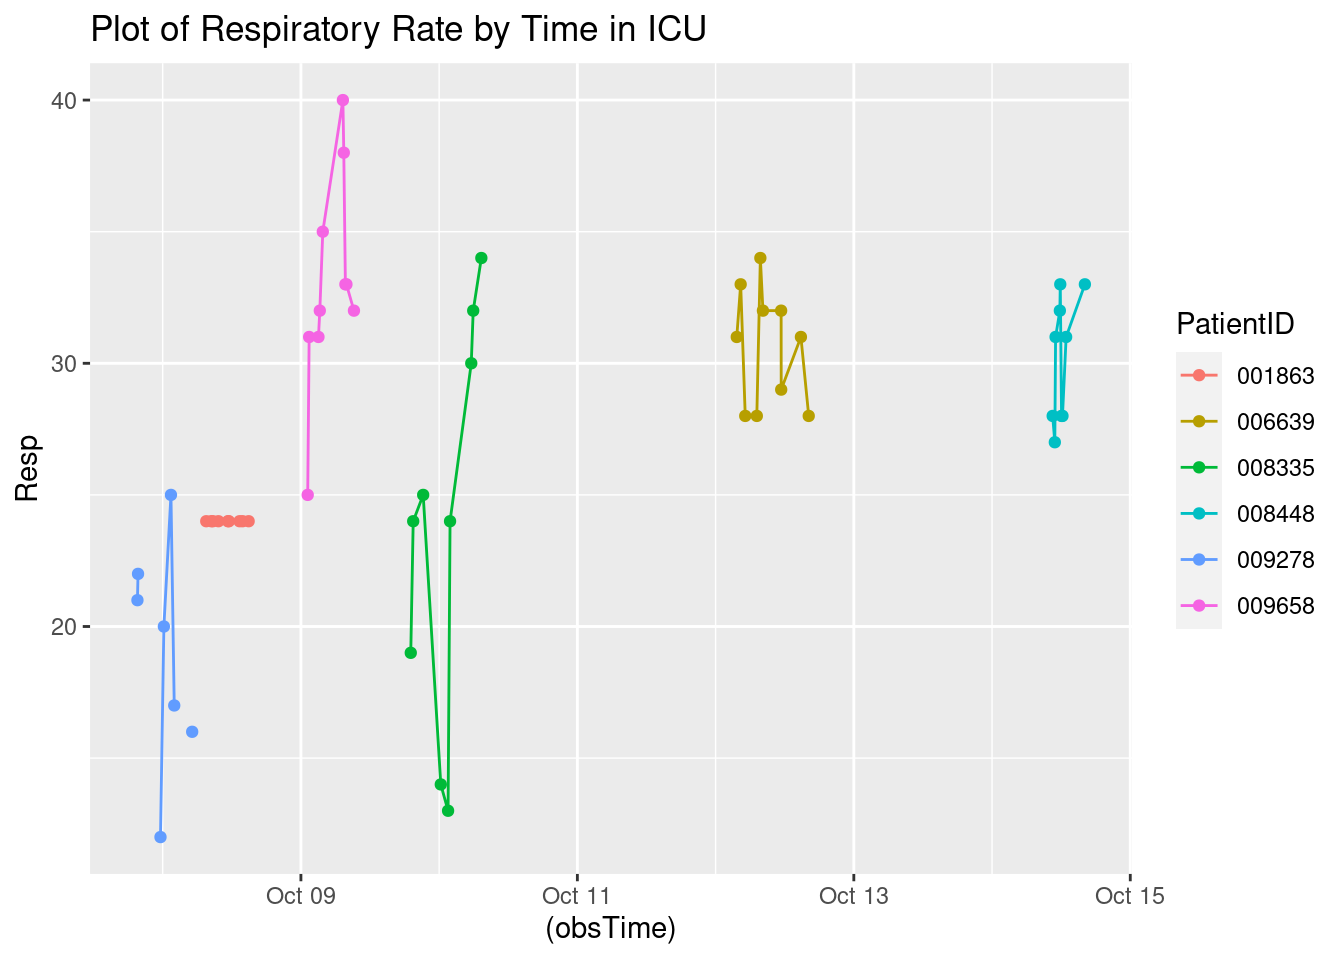 Plot of Respiratory Rate by Time in ICU
Resp
40
30
20
Oct 09
Oct 11
Oct 13
Oct 15
(obsTime)
PatientID
001863
006639
008335
008448
009278
009658